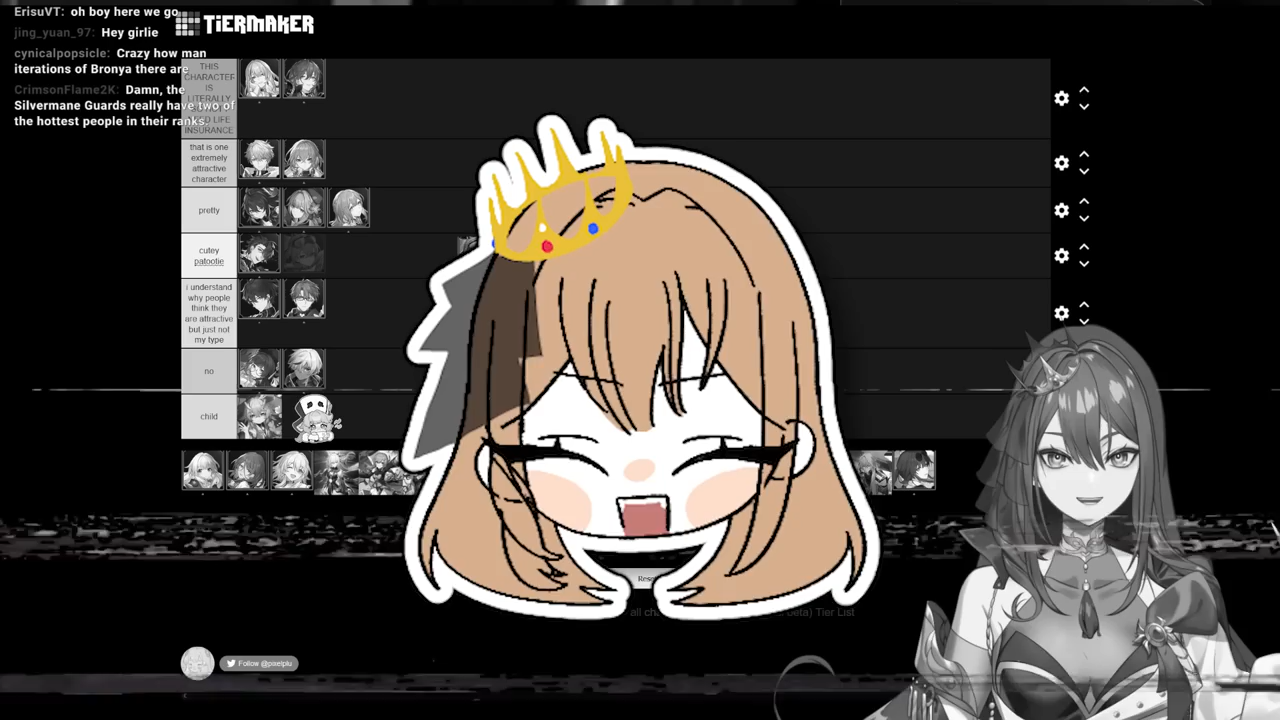 ErisuVT: oh boy here we go
jing_yuan_97: Hey girlie
cynicalpopsicle: Crazy how man
iterations of Bronya there are
CrimsonFlame2K: Damn, the
Silvermane Guards really have two of
the hottest people in their ranks.
TiERMAKER
THIS
CHARACTER
IS
LITERALLY
LIFE
INSURANCE
that is one
extremely
attractive
character
pretty
cutey
patootie
i understand
why people
think they
are attractive
but just not
my type
no
child
Reset
all cha
Tier List
Follow @pixelplu